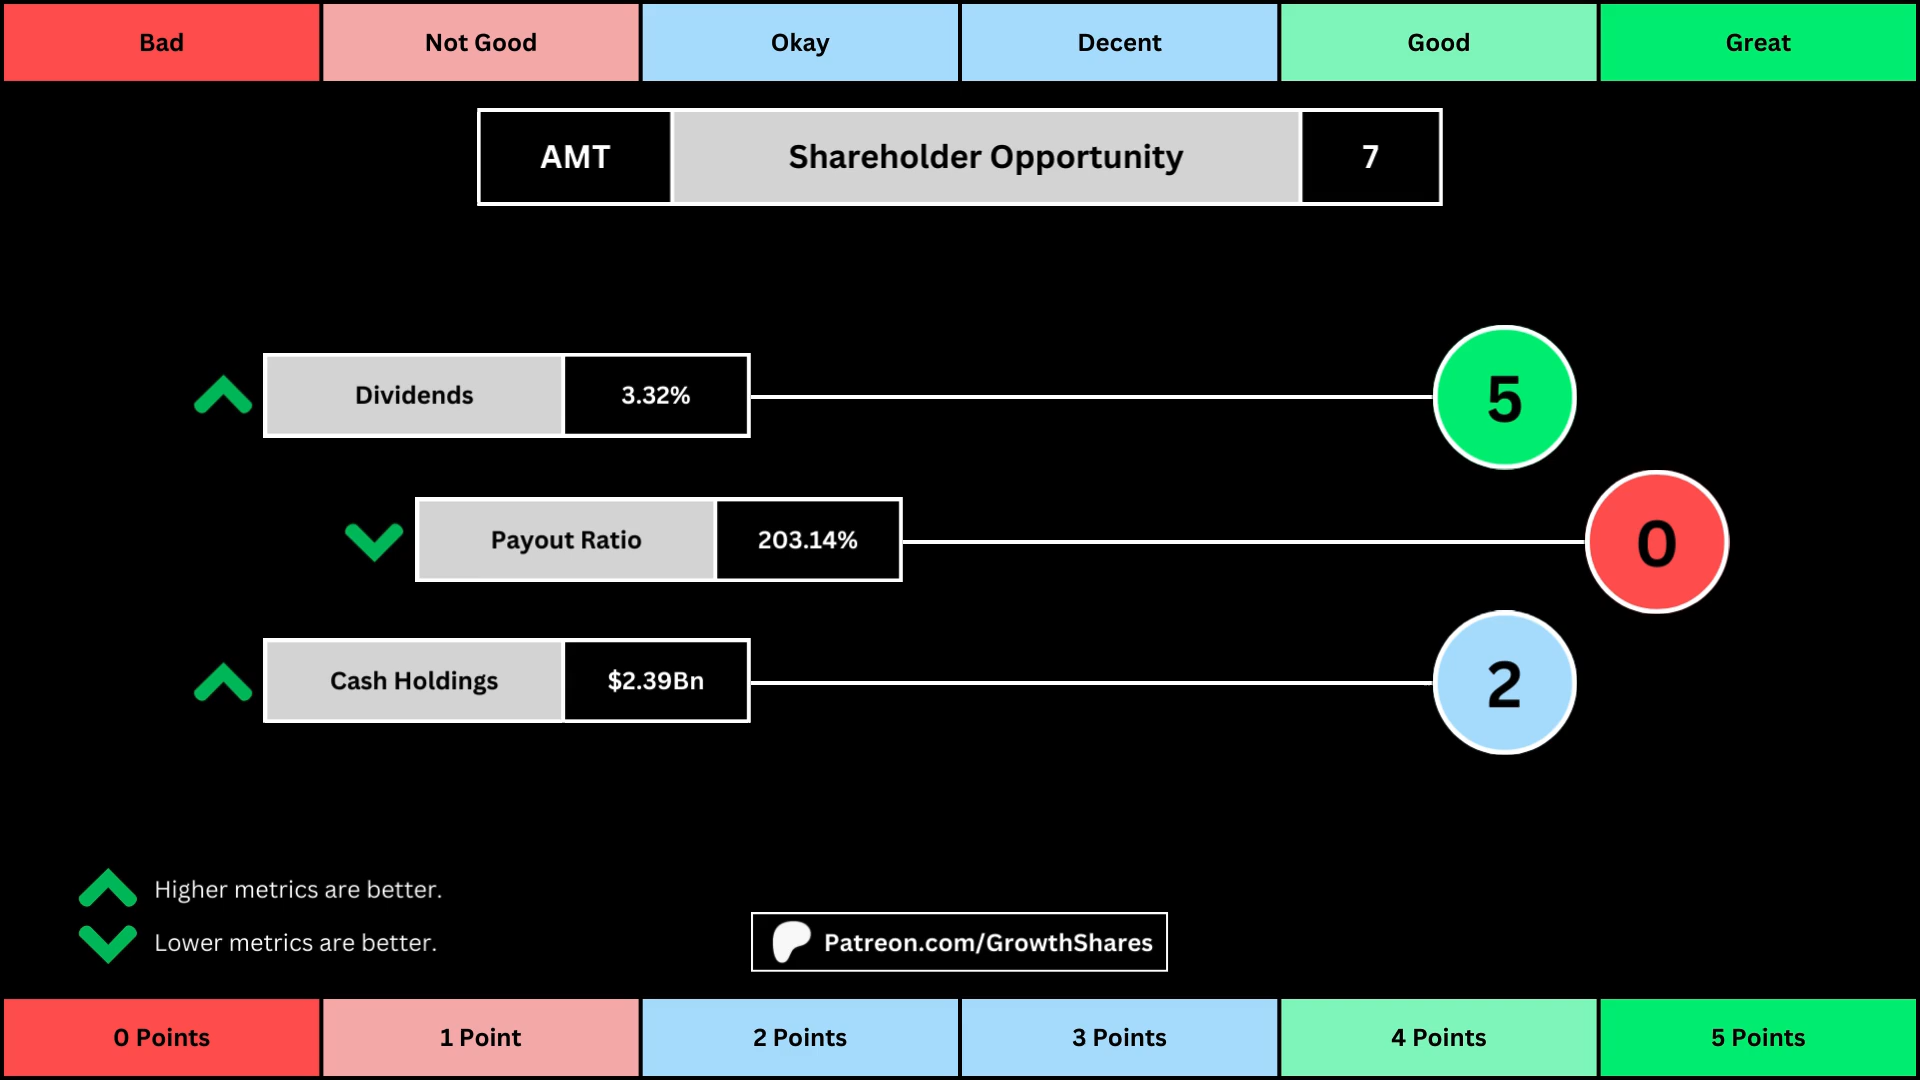 Bad
Not Good
Okay
Decent
Good
Great
AMT
Shareholder Opportunity
7
Dividends
3.32%
5
Payout Ratio
203.14%
0
Cash Holdings
$2.39Bn
2
Higher metrics are better.
Lower metrics are better.
Patreon.com/GrowthShares
0 Points
1 Point
2 Points
3 Points
4 Points
5 Points